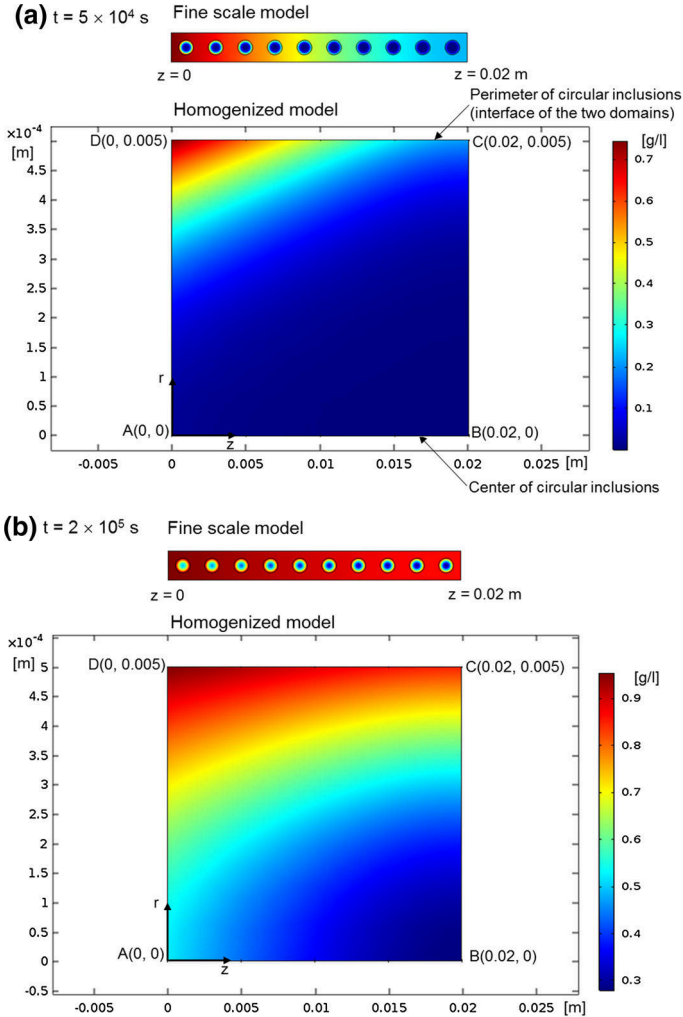 (a) t = 5 × 10⁴ s
Fine scale model
z = 0
z = 0.02 m
Perimeter of circular inclusions
(interface of the two domains)
Homogenized model
×10⁻⁴
[m]
D(0, 0.005)
C(0.02, 0.005)
[g/l]
5
4.5
4
3.5
3
2.5
2
1.5
1
0.5
0
0.7
0.6
0.5
0.4
0.3
0.2
0.1
r
A(0, 0)
z
B(0.02, 0)
-0.005
0
0.005
0.01
0.015
0.02
0.025
[m]
Center of circular inclusions
(b) t = 2 × 10⁵ s
Fine scale model
z = 0
z = 0.02 m
Homogenized model
×10⁻⁴
[m]
D(0, 0.005)
C(0.02, 0.005)
[g/l]
5
4.5
4
3.5
3
2.5
2
1.5
1
0.5
0
-0.5
0.9
0.8
0.7
0.6
0.5
0.4
0.3
r
A(0, 0)
z
B(0.02, 0)
-0.005
0
0.005
0.01
0.015
0.02
0.025
[m]